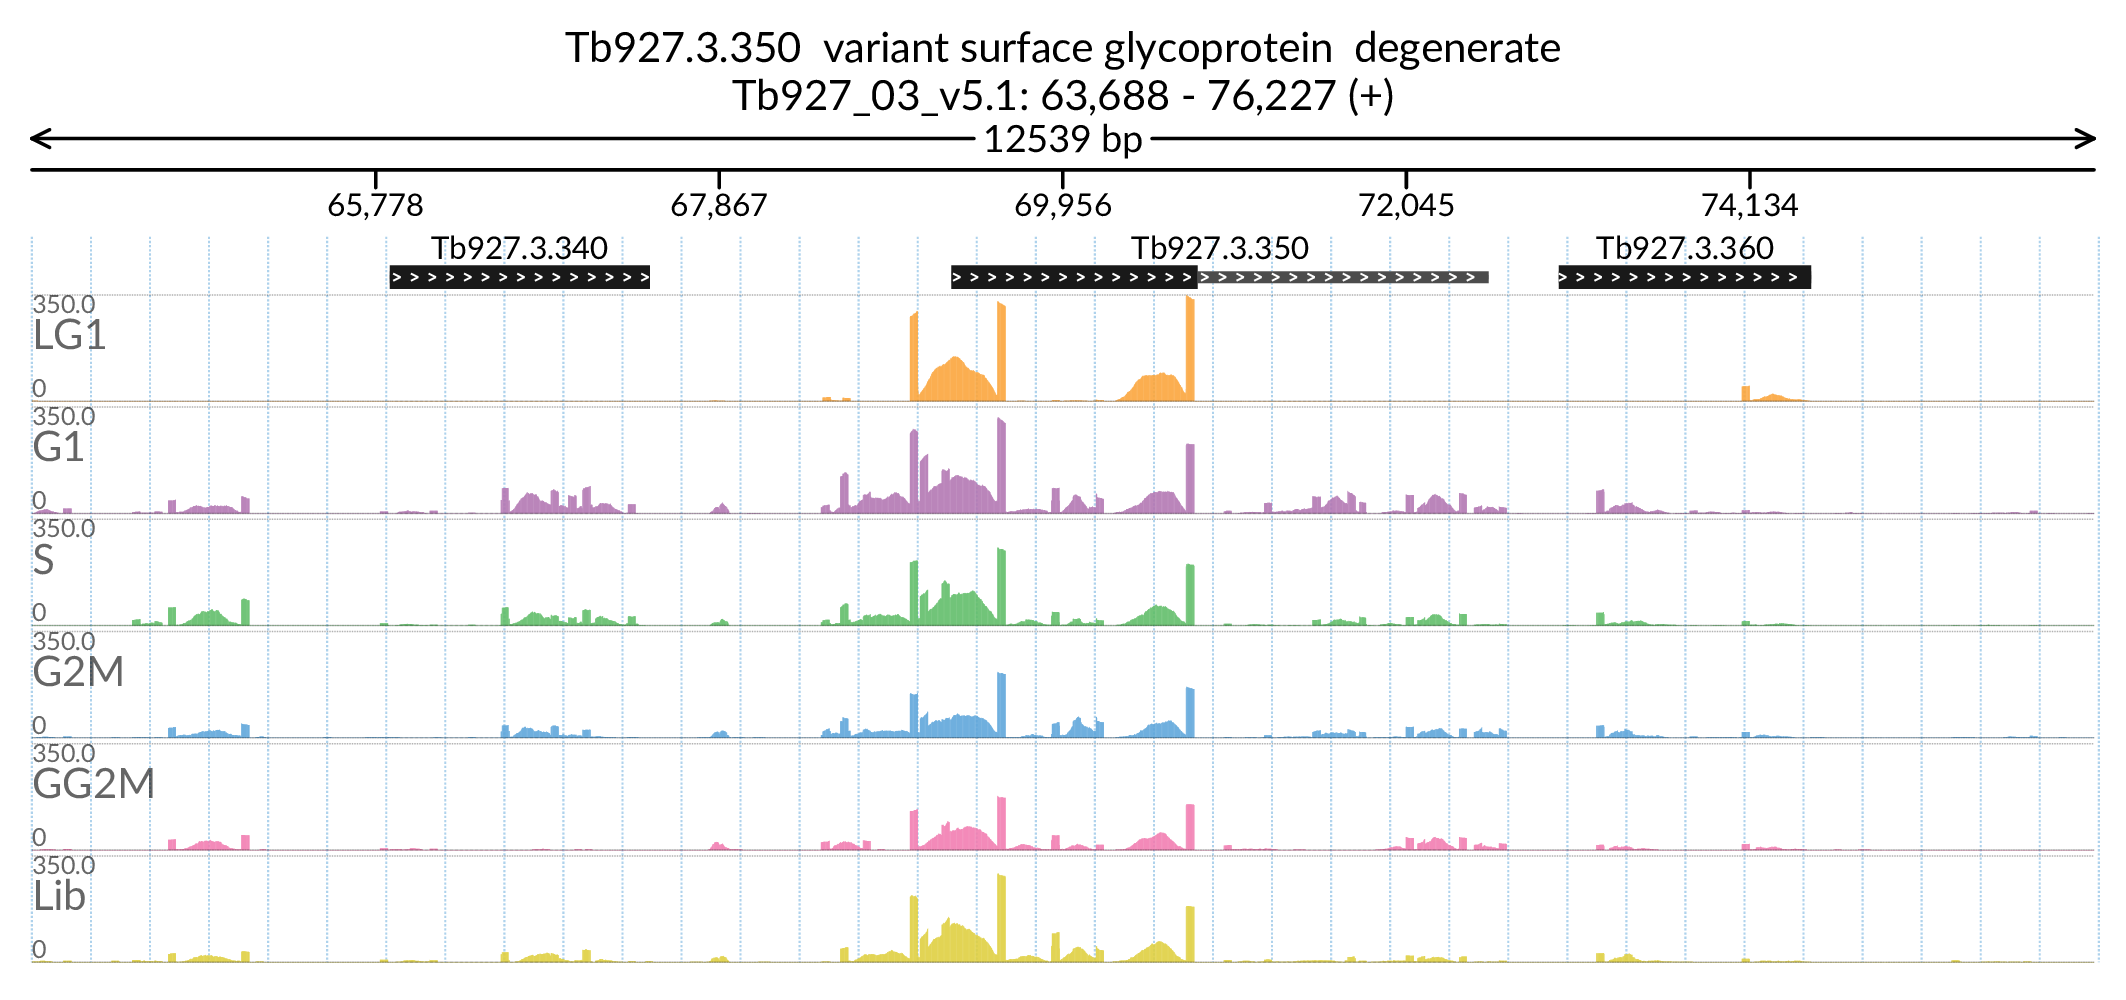 Tb927.3.350  variant surface glycoprotein  degenerate
Tb927_03_v5.1: 63,688 - 76,227 (+)
12539 bp
65,778 67,867 69,956 72,045 74,134
Tb927.3.340 Tb927.3.350 Tb927.3.360
350.0
LG1
0
350.0
G1
0
350.0
S
0
350.0
G2M
0
350.0
GG2M
0
350.0
Lib
0